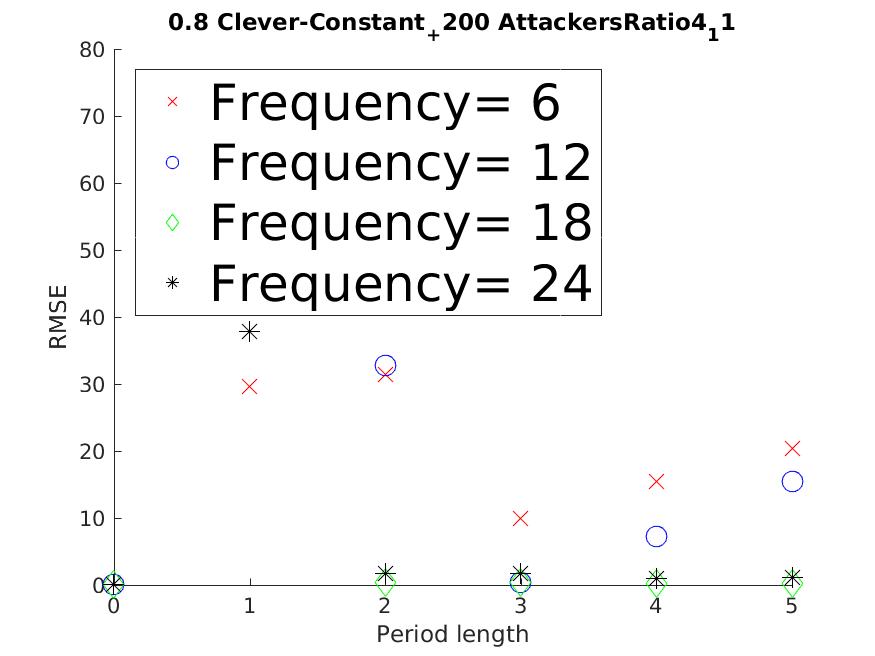 0.8 Clever-Constant+200 AttackersRatio411
80
70
60
50
40
30
20
10
0
RMSE
Frequency= 6
Frequency= 12
Frequency= 18
Frequency= 24
0 1 2 3 4 5
Period length